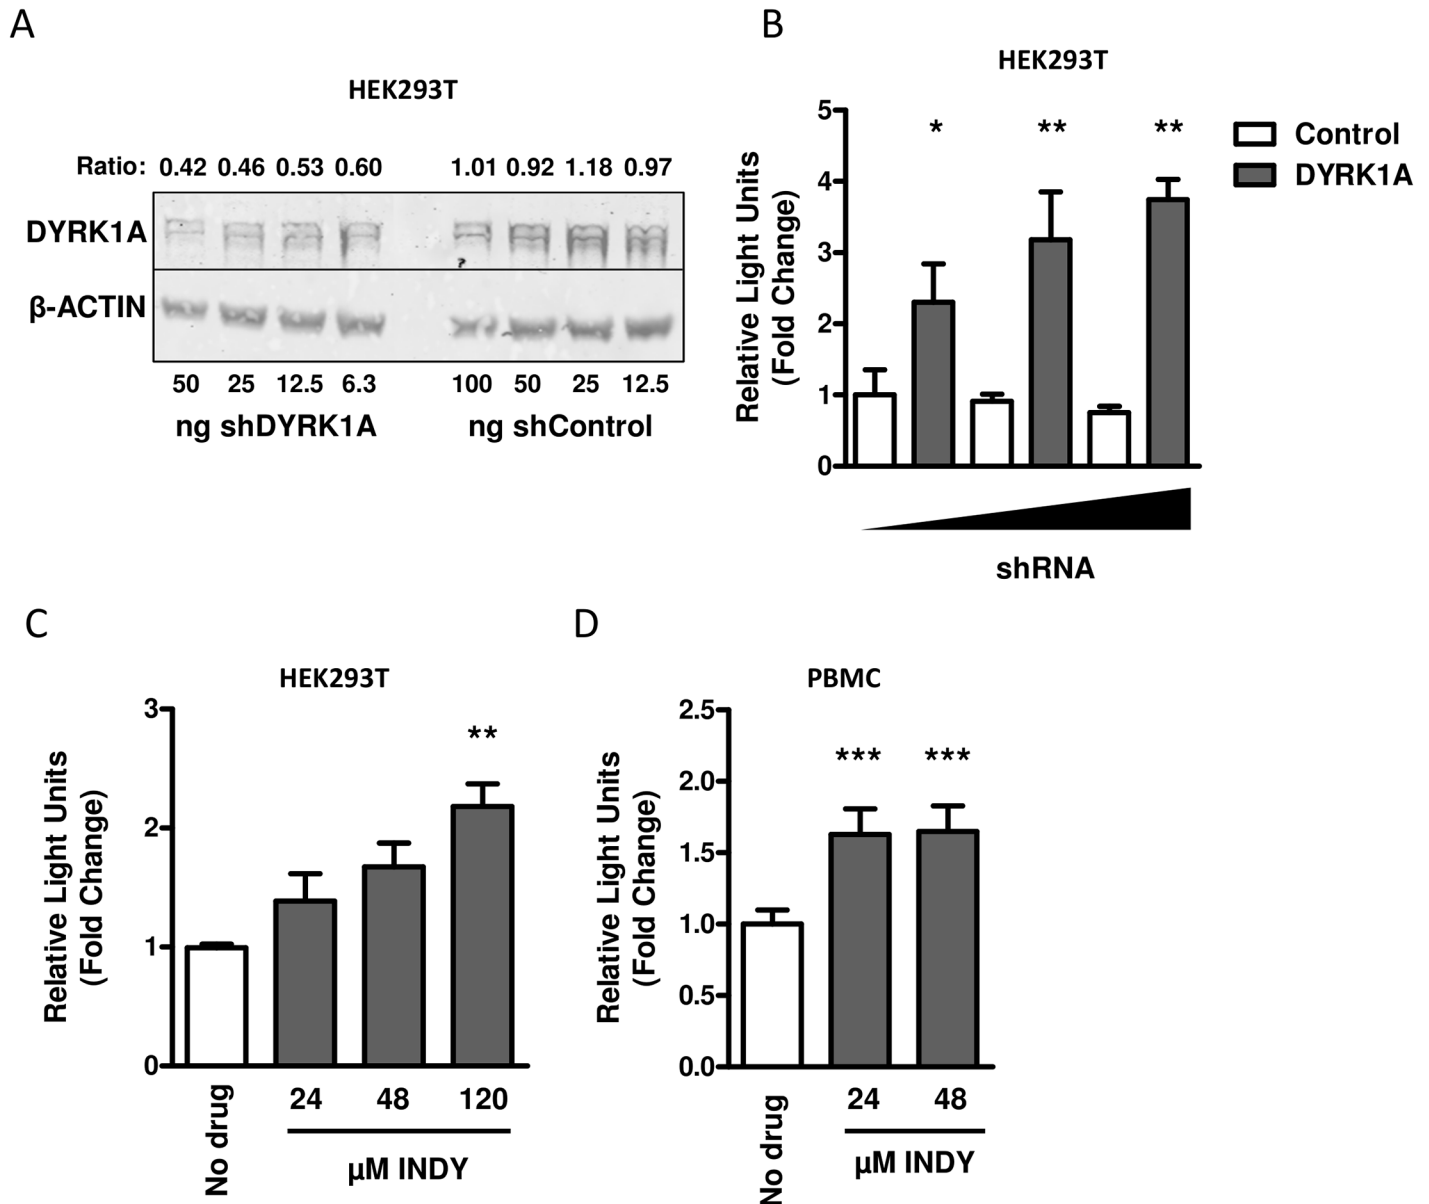 A
HEK293T
Ratio: 0.42 0.46 0.53 0.60 1.01 0.92 1.18 0.97
DYRK1A
β-ACTIN
50 25 12.5 6.3 100 50 25 12.5
ng shDYRK1A ng shControl
B
HEK293T
5
4
3
2
1
0
* ** **
Relative Light Units
(Fold Change)
Control
DYRK1A
shRNA
C
HEK293T
3
2
1
0
**
Relative Light Units
(Fold Change)
No drug 24 48 120
µM INDY
D
PBMC
2.5
2.0
1.5
1.0
0.5
0.0
*** ***
Relative Light Units
(Fold Change)
No drug 24 48
µM INDY